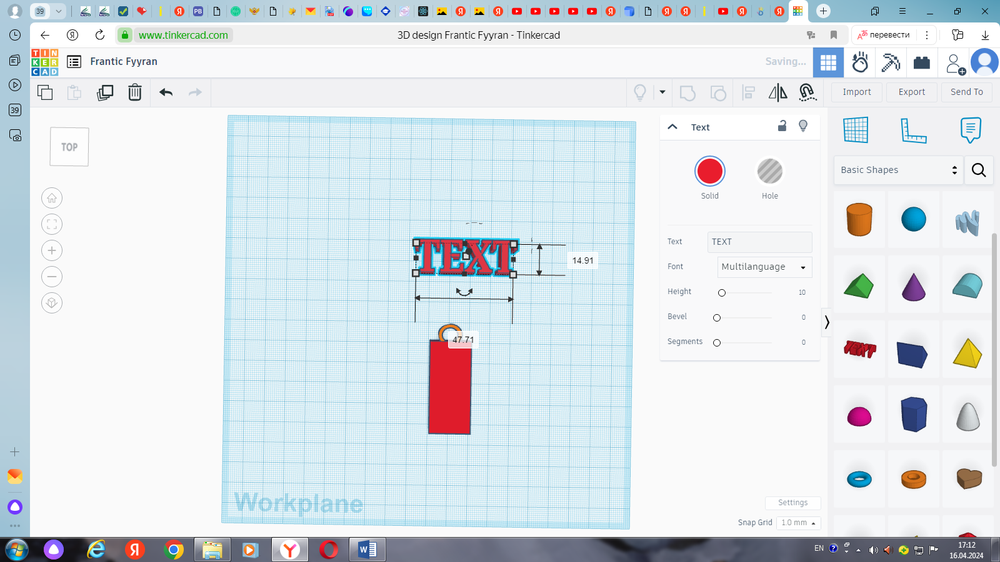 39
www.tinkercad.com
3D design Frantic Fyyran - Tinkercad
перевести
TIN
KER
CAD
Frantic Fyyran
Saving...
39
Import
Export
Send To
TOP
Text
Basic Shapes
Solid
Hole
TEXT
14.91
Text
TEXT
Font
Multilanguage
Height
10
Bevel
0
Segments
0
47.71
TEXT
Workplane
Settings
Snap Grid
1.0 mm
EN
17:12
16.04.2024